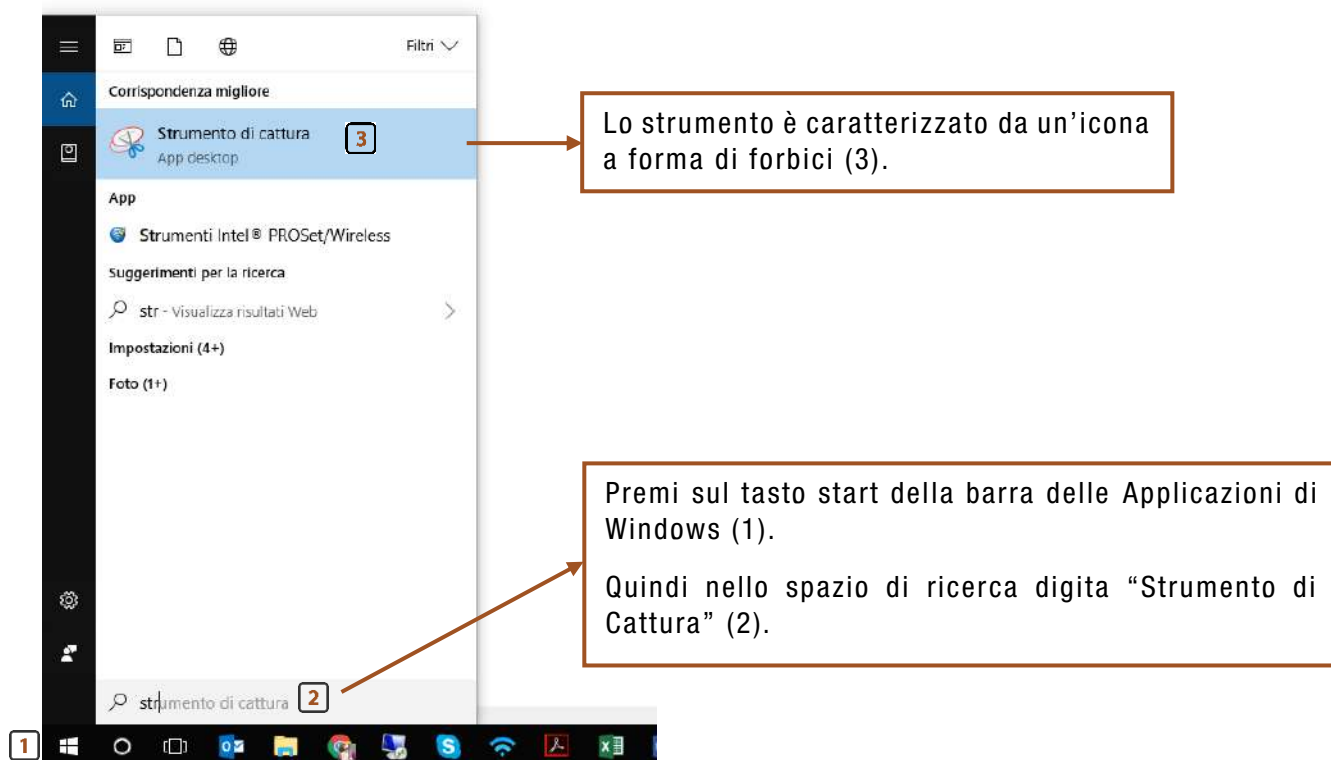 Filtri
Corrispondenza migliore
Strumento di cattura
3
App desktop
App
Strumenti Intel® PROSet/Wireless
Suggerimenti per la ricerca
str - Visualizza risultati Web
Impostazioni (4+)
Foto (1+)
strumento di cattura
2
1
Lo strumento è caratterizzato da un’icona
a forma di forbici (3).
Premi sul tasto start della barra delle Applicazioni di
Windows (1).
Quindi nello spazio di ricerca digita “Strumento di
Cattura” (2).